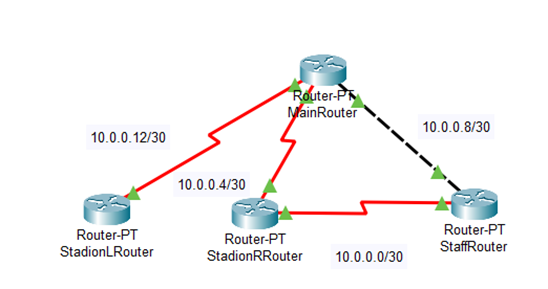 Router-PT
MainRouter
10.0.0.12/30
10.0.0.8/30
10.0.0.4/30
Router-PT
StadionLRouter
Router-PT
StadionRRouter
Router-PT
StaffRouter
10.0.0.0/30